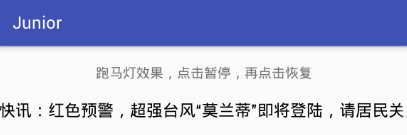 Junior
跑马灯效果，点击暂停，再点击恢复
快讯：红色预警，超强台风“莫兰蒂”即将登陆，请居民关